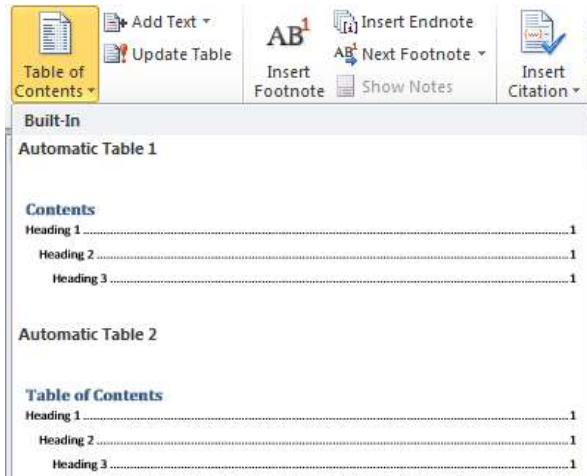 Add Text
Update Table
Table of
Contents
AB1
Insert
Footnote
Insert Endnote
AB1 Next Footnote
Show Notes
Insert
Citation
Built-In
Automatic Table 1
Contents
Heading 1 ........ 1
Heading 2 ........ 1
Heading 3 ........ 1
Automatic Table 2
Table of Contents
Heading 1 ........ 1
Heading 2 ........ 1
Heading 3 ........ 1